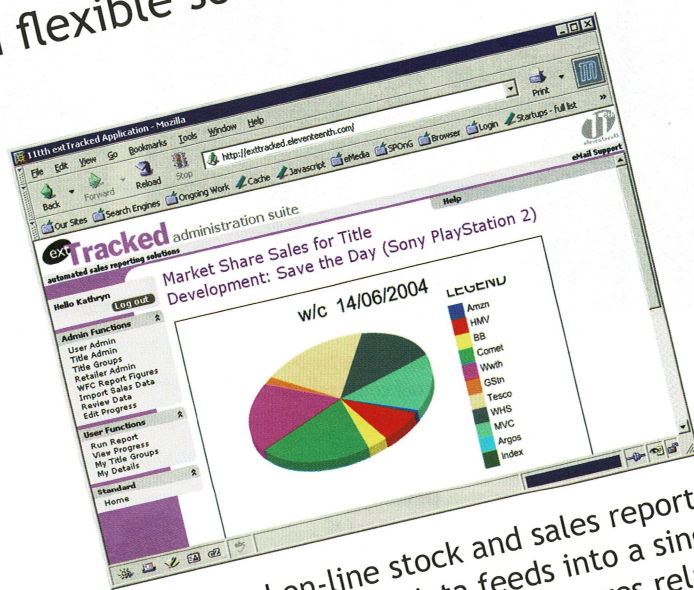 flexible so
11tth extTracked Application - Mozilla
File Edit View Go Bookmarks Tools Window Help
Back Forward Reload Stop http://exttracked.eleventeenth.com/ Print
Our Sites Search Engines Ongoing Work Cache Javascript eMedia SPOnG Browser Login Startups - full list
extTracked administration suite
automated sales reporting solutions
Help
eleventeenth
eMail Support
Hello Kathryn
Log out
Admin Functions
User Admin
Title Admin
Title Groups
Retailer Admin
WFC Report Figures
Import Sales Data
Review Data
Edit Progress
User Functions
Run Report
View Progress
My Title Groups
My Details
Standard
Home
Market Share Sales for Title
Development: Save the Day (Sony PlayStation 2)
w/c 14/06/2004
LEGEND
Amzn
HMV
BB
Comet
Wwth
GStn
Tesco
WHS
MVC
Argos
Index
on-line stock and sales report
feeds into a sin